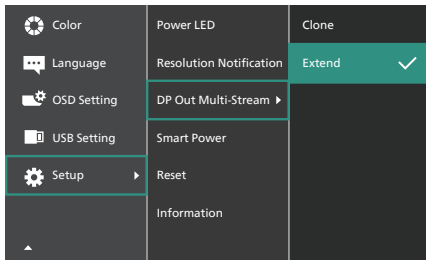 Color
Language
OSD Setting
USB Setting
Setup
Power LED
Resolution Notification
DP Out Multi-Stream
Smart Power
Reset
Information
Clone
Extend